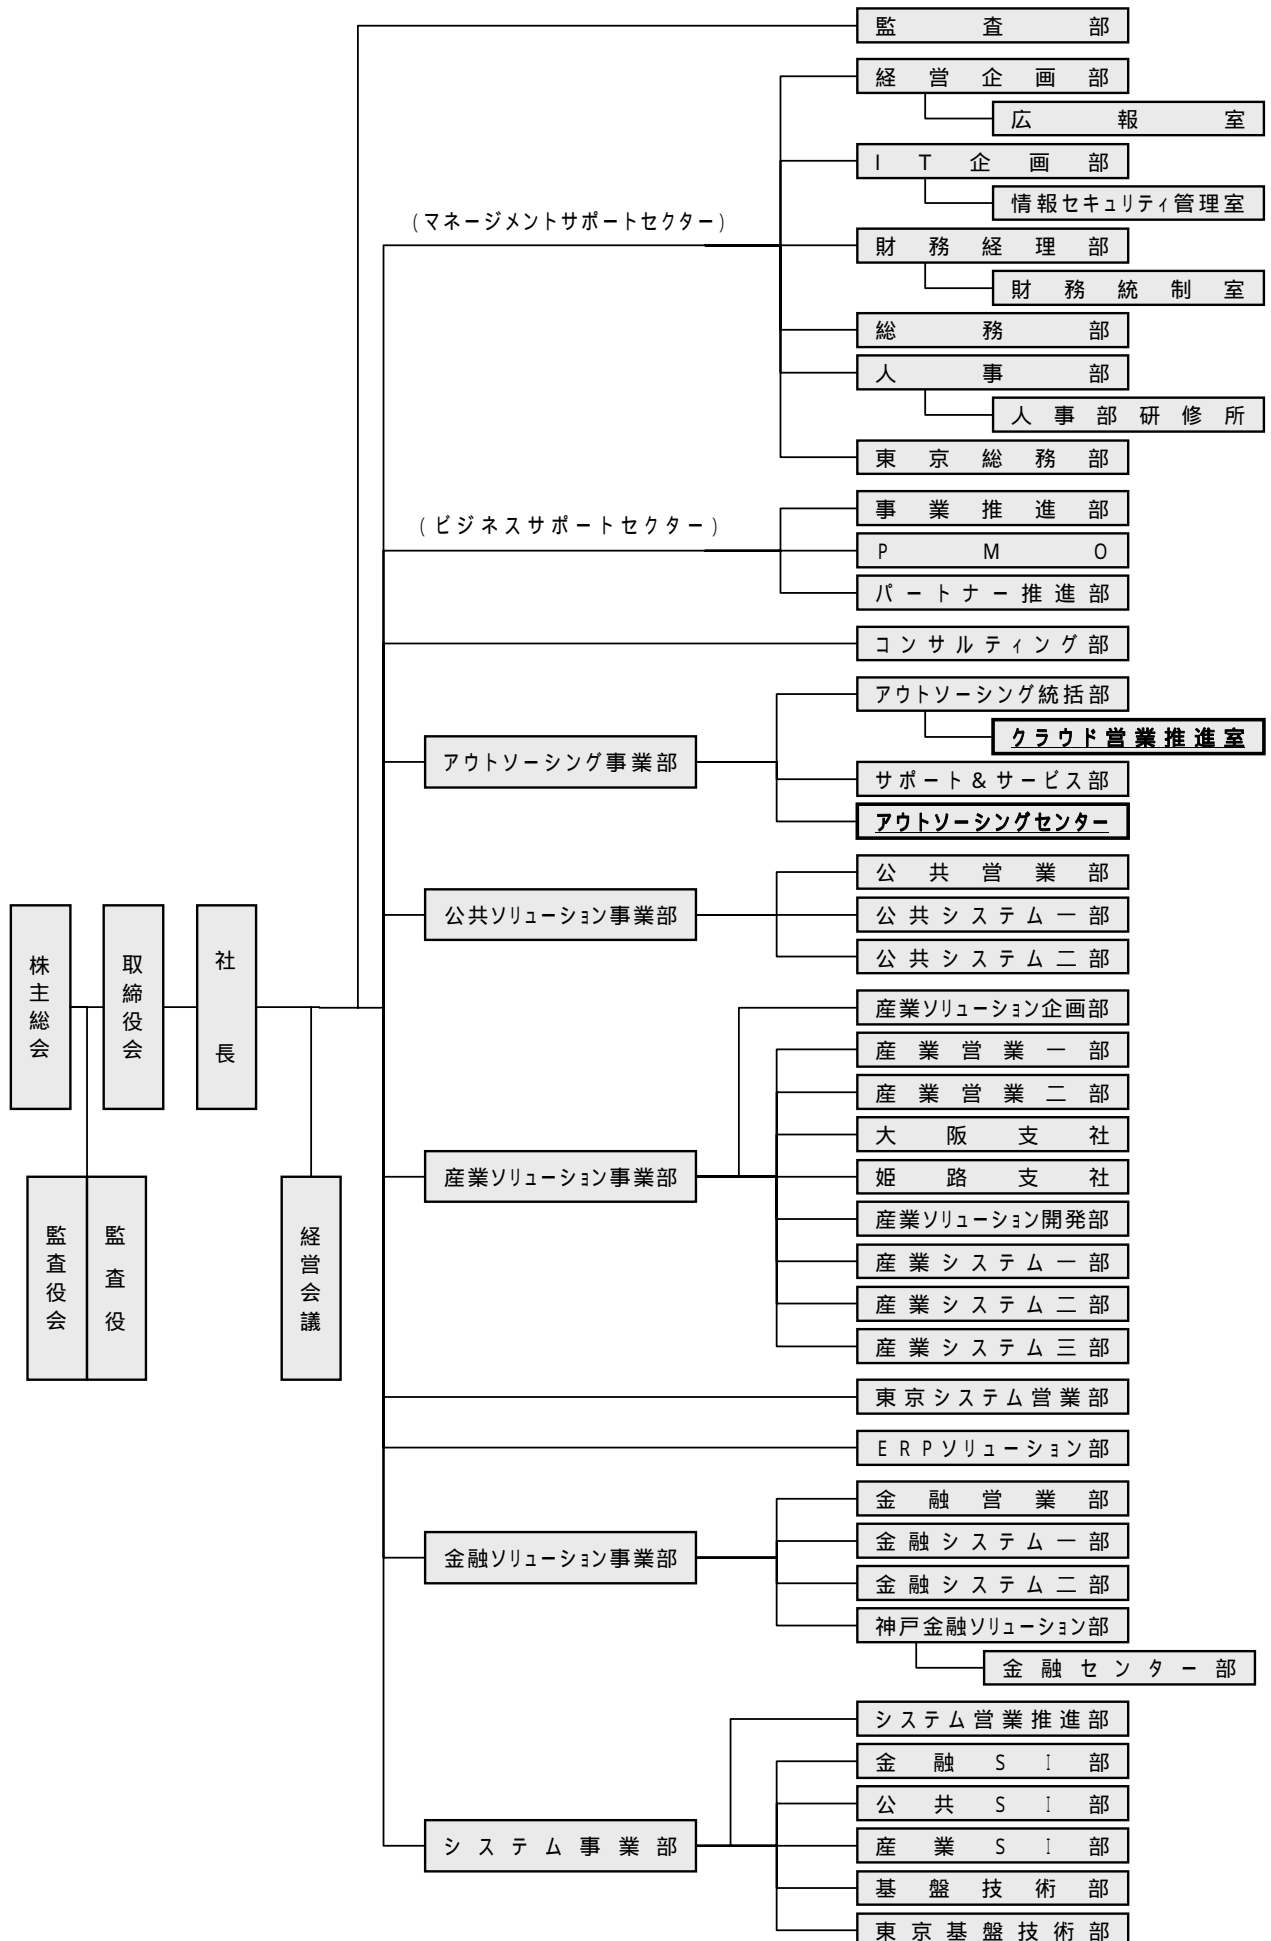 監査部
経営企画部
広報室
IT企画部
情報セキュリティ管理室
(マネージメントサポートセクター)
財務経理部
財務統制室
総務部
人事部
人事部研修所
東京総務部
(ビジネスサポートセクター)
事業推進部
PMO
パートナー推進部
コンサルティング部
アウトソーシング統括部
クラウド営業推進室
アウトソーシング事業部
サポート&サービス部
アウトソーシングセンター
公共営業部
公共ソリューション事業部
公共システム一部
公共システム二部
株主総会
取締役会
社長
産業ソリューション企画部
産業営業一部
産業営業二部
大阪支社
産業ソリューション事業部
姫路支社
産業ソリューション開発部
監査役会
監査役
経営会議
産業システム一部
産業システム二部
産業システム三部
東京システム営業部
ERPソリューション部
金融営業部
金融ソリューション事業部
金融システム一部
金融システム二部
神戸金融ソリューション部
金融センター部
システム営業推進部
金融SI部
公共SI部
システム事業部
産業SI部
基盤技術部
東京基盤技術部